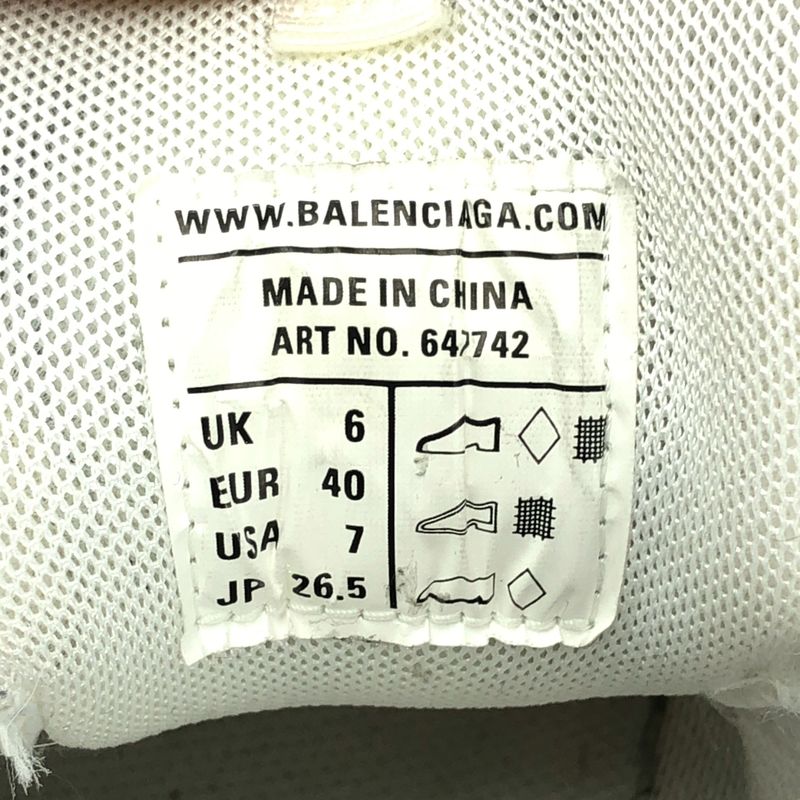 WWW.BALENCIAGA.COM
MADE IN CHINA
ART NO. 647742
UK 6
EUR 40
USA 7
JP 26.5